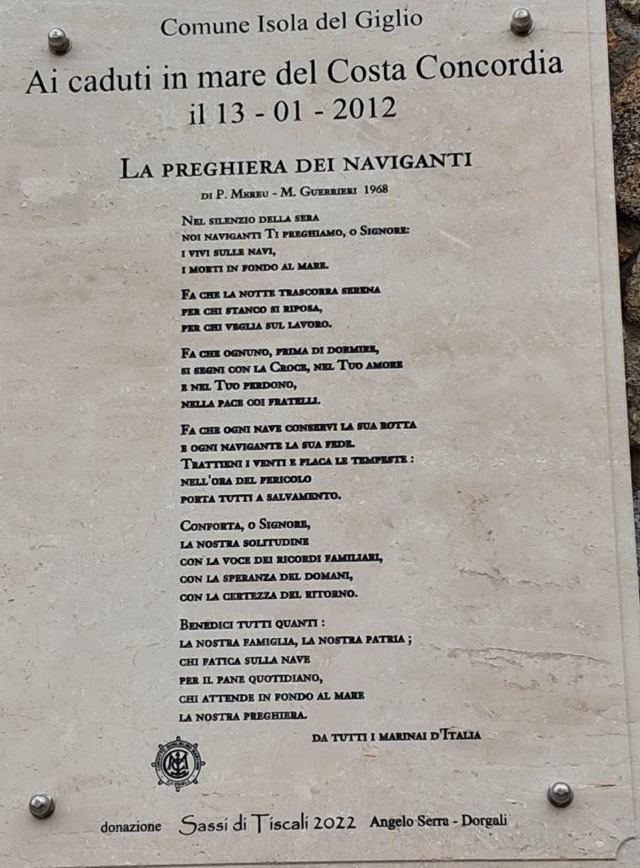 Comune Isola del Giglio
Ai caduti in mare del Costa Concordia
il 13 - 01 - 2012
LA PREGHIERA DEI NAVIGANTI
DI P. MEREU - M. GUERRIERI 1968
NEL SILENZIO DELLA SERA
NOI NAVIGANTI TI PREGHIAMO, O SIGNORE:
I VIVI SULLE NAVI,
I MORTI IN FONDO AL MARE.
FA CHE LA NOTTE TRASCORRA SERENA
PER CHI STANCO SI RIPOSA,
PER CHI VEGLIA SUL LAVORO.
FA CHE OGNUNO, PRIMA DI DORMIRE,
SI SEGNI CON LA CROCE, NEL TUO AMORE
E NEL TUO PERDONO,
NELLA PACE COI FRATELLI.
FA CHE OGNI NAVE CONSERVI LA SUA ROTTA
E OGNI NAVIGANTE LA SUA FEDE.
TRATTIENI I VENTI E PLACA LE TEMPESTE :
NELL'ORA DEL PERICOLO
PORTA TUTTI A SALVAMENTO.
CONFORTA, O SIGNORE,
LA NOSTRA SOLITUDINE
CON LA VOCE DEI RICORDI FAMILIARI,
CON LA SPERANZA DEL DOMANI,
CON LA CERTEZZA DEL RITORNO.
BENEDICI TUTTI QUANTI :
LA NOSTRA FAMIGLIA, LA NOSTRA PATRIA ;
CHI FATICA SULLA NAVE
PER IL PANE QUOTIDIANO,
CHI ATTENDE IN FONDO AL MARE
LA NOSTRA PREGHIERA.
DA TUTTI I MARINAI D'ITALIA
donazione Sassi di Tiscali 2022 Angelo Serra - Dorgali